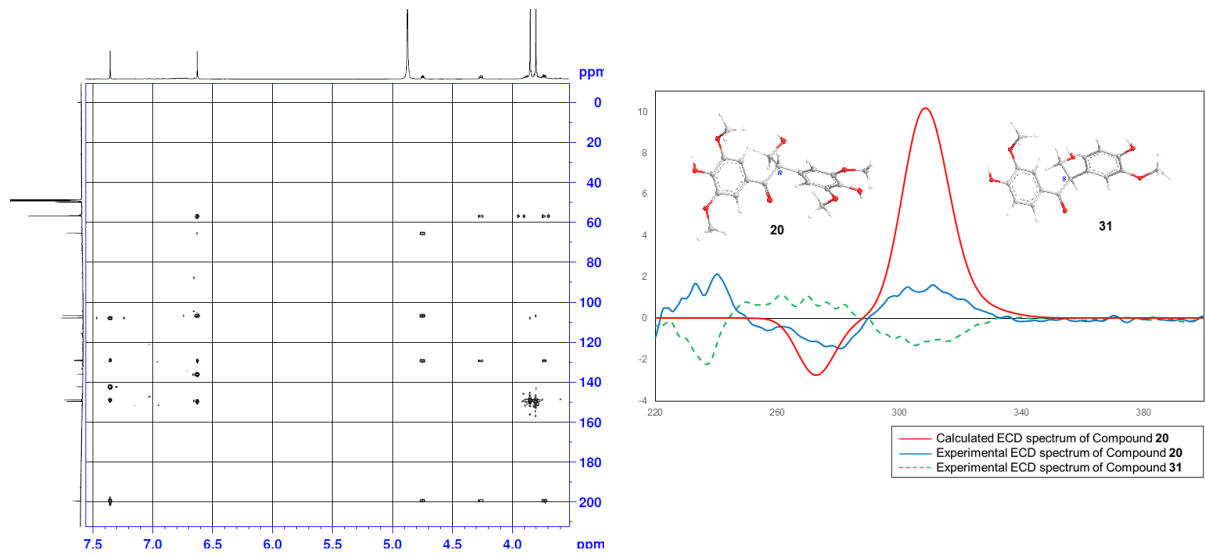 ppm
0
20
40
60
80
100
120
140
160
180
200
7.5 7.0 6.5 6.0 5.5 5.0 4.5 4.0 ppm
10
8
6
4
2
0
-2
-4
220 260 300 340 380
R
20
S
31
Calculated ECD spectrum of Compound 20
Experimental ECD spectrum of Compound 20
Experimental ECD spectrum of Compound 31